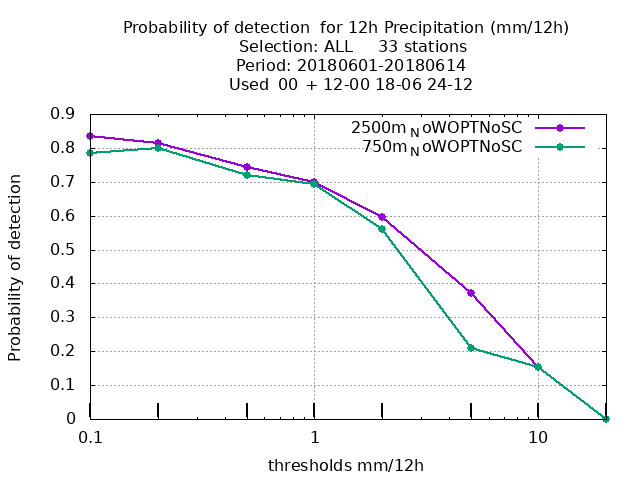 Probability of detection  for 12h Precipitation (mm/12h)
Selection: ALL     33 stations
Period: 20180601-20180614
Used  00  + 12-00 18-06 24-12
2500m_NoWOPTNoSC
750m_NoWOPTNoSC
0.9
0.8
0.7
0.6
0.5
0.4
0.3
0.2
0.1
0
Probability of detection
0.1
1
10
thresholds mm/12h